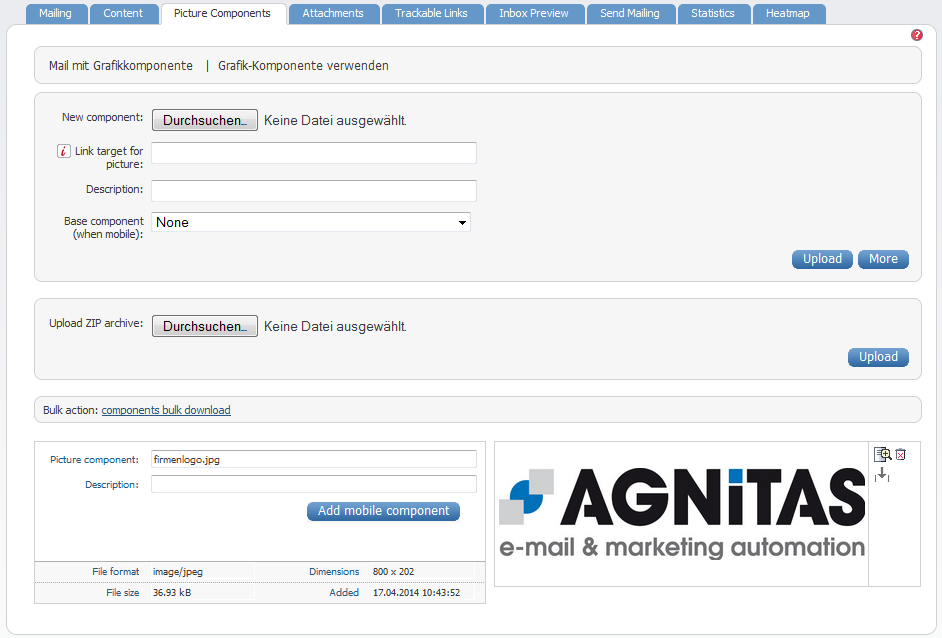 Mailing Content Picture Components Attachments Trackable Links Inbox Preview Send Mailing Statistics Heatmap
?
Mail mit Grafikkomponente | Grafik-Komponente verwenden
New component: Durchsuchen... Keine Datei ausgewählt.
i Link target for
picture:
Description:
Base component None
(when mobile):
Upload More
Upload ZIP archive: Durchsuchen... Keine Datei ausgewählt.
Upload
Bulk action: components bulk download
Picture component: firmenlogo.jpg
Description:
Add mobile component
File format image/jpeg Dimensions 800 x 202
File size 36.93 kB Added 17.04.2014 10:43:52
AGNITAS
e-mail & marketing automation